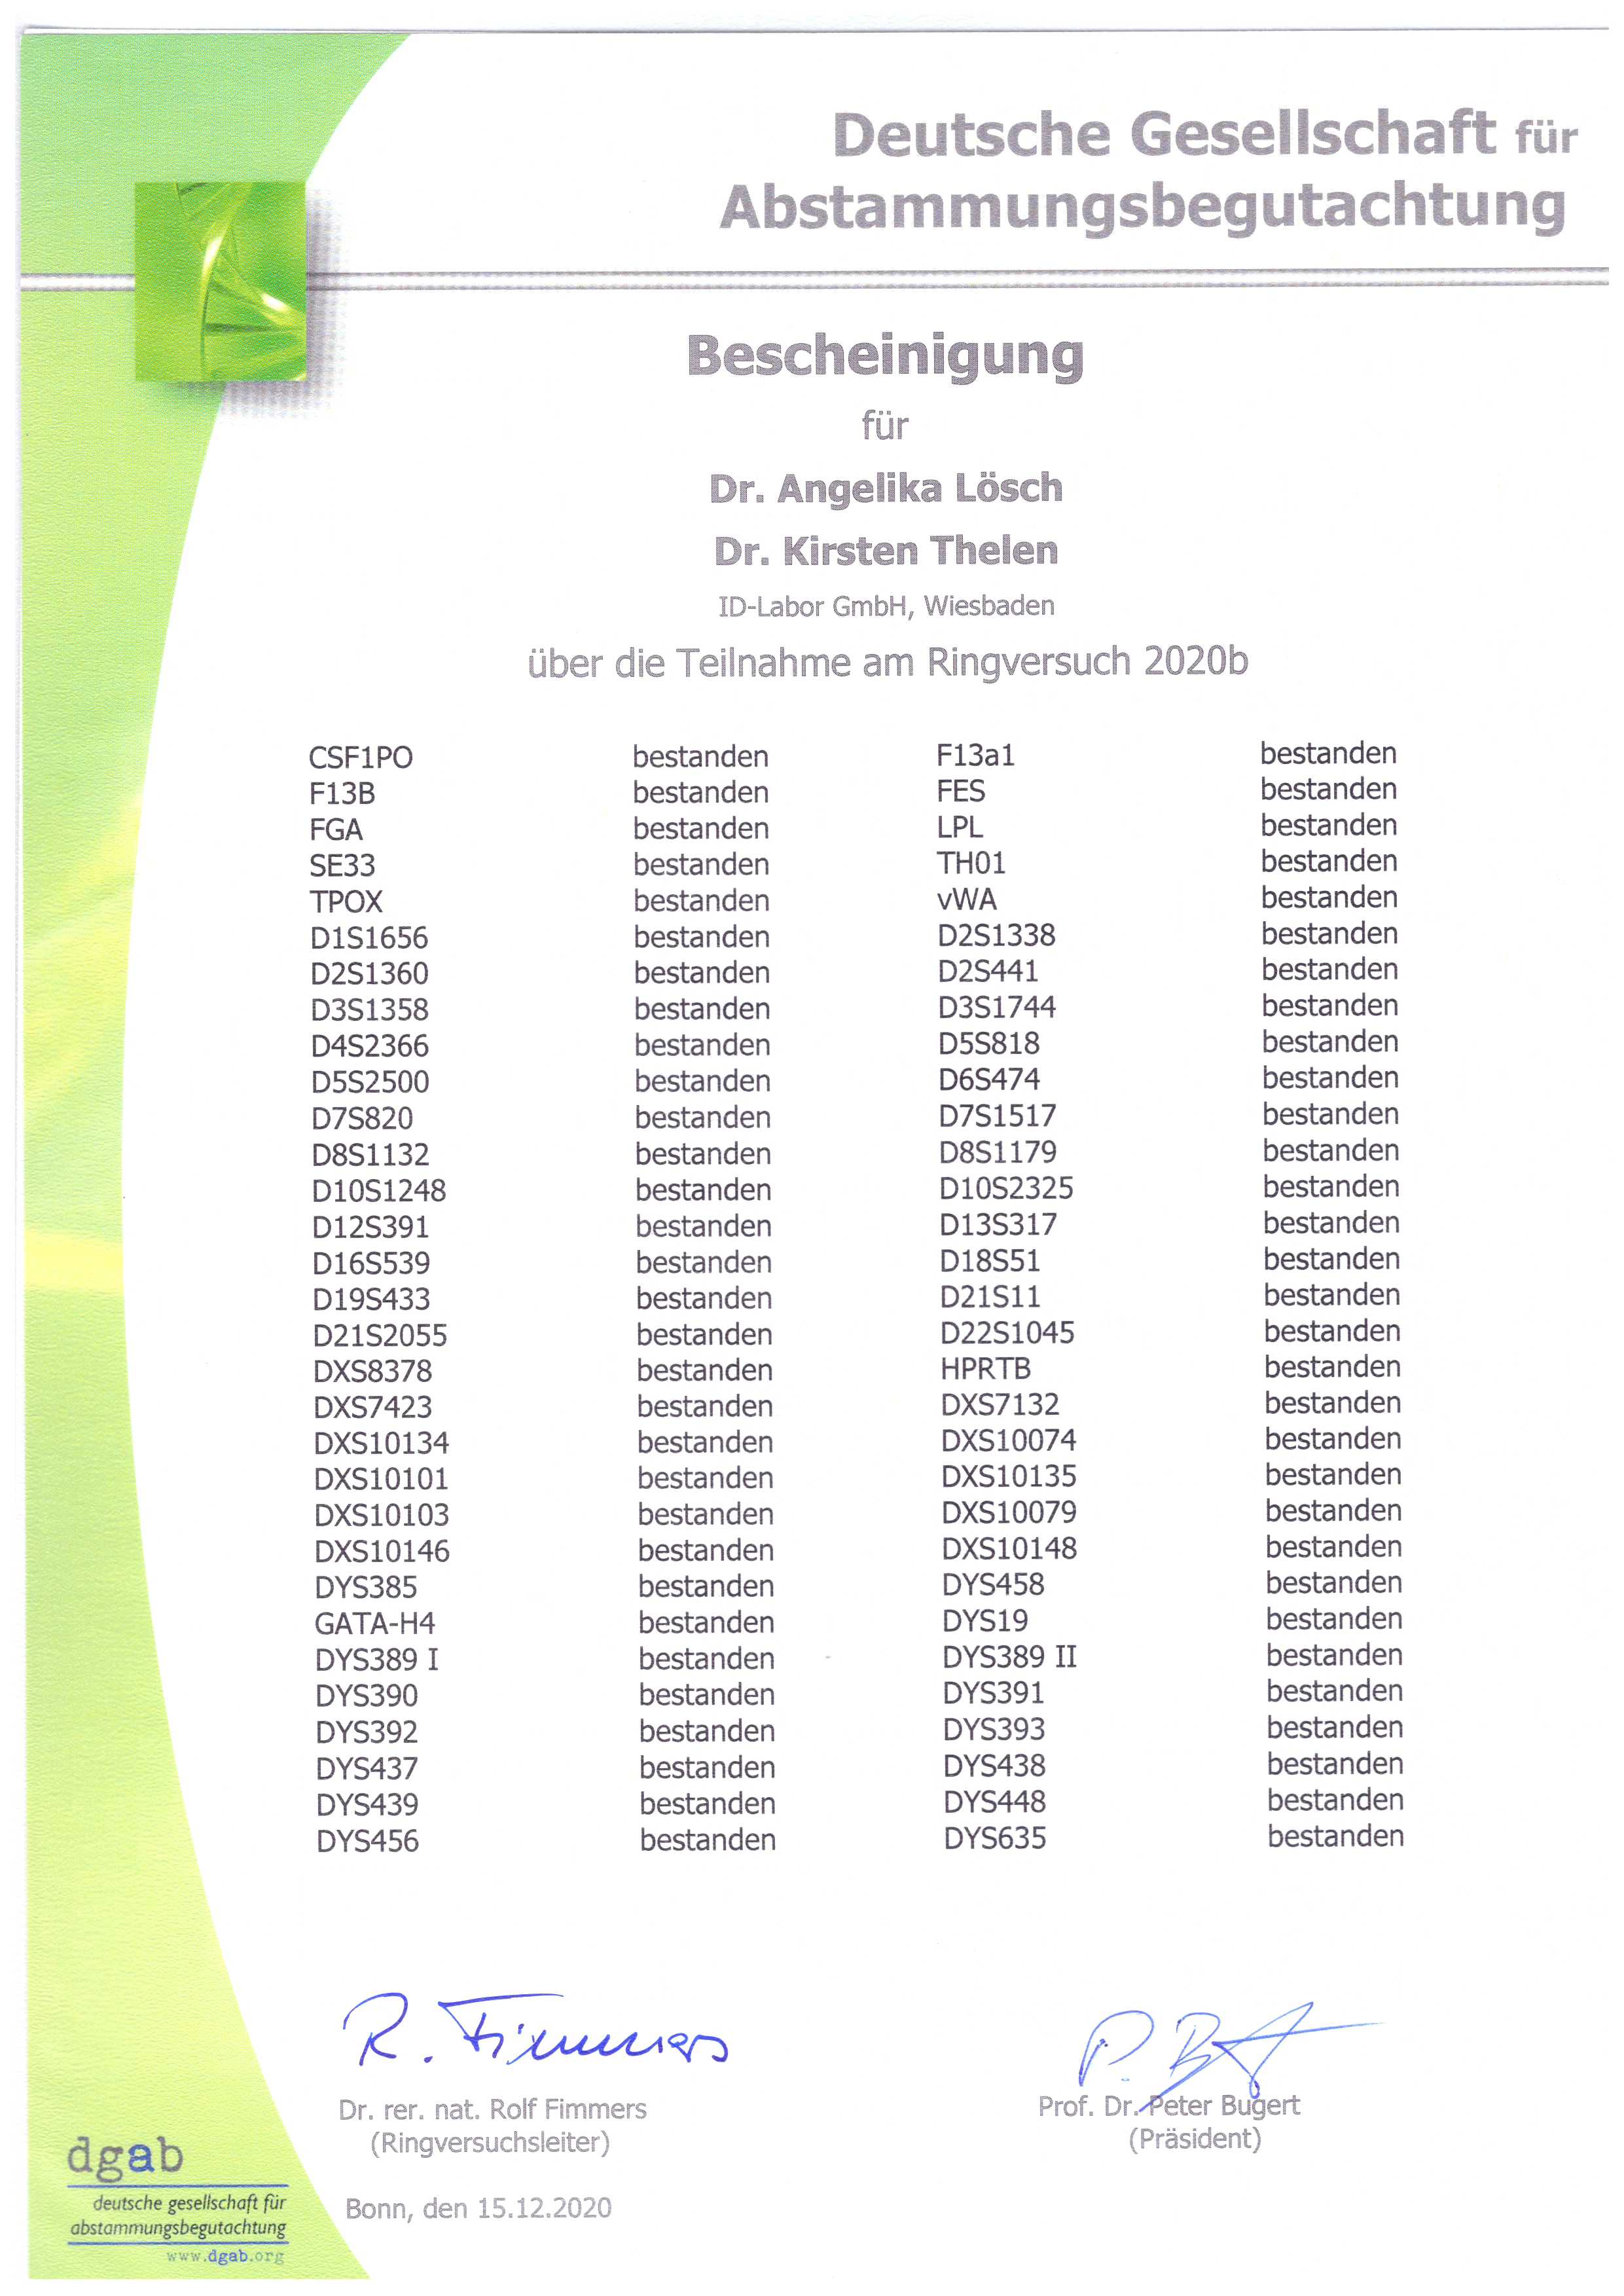 Deutsche Gesellschaft für
Abstammungsbegutachtung
Bescheinigung
für
Dr. Angelika Lösch
Dr. Kirsten Thelen
ID-Labor GmbH, Wiesbaden
über die Teilnahme am Ringversuch 2020b
CSF1PO bestanden F13a1 bestanden
F13B bestanden FES bestanden
FGA bestanden LPL bestanden
SE33 bestanden TH01 bestanden
TPOX bestanden vWA bestanden
D1S1656 bestanden D2S1338 bestanden
D2S1360 bestanden D2S441 bestanden
D3S1358 bestanden D3S1744 bestanden
D4S2366 bestanden D5S818 bestanden
D5S2500 bestanden D6S474 bestanden
D7S820 bestanden D7S1517 bestanden
D8S1132 bestanden D8S1179 bestanden
D10S1248 bestanden D10S2325 bestanden
D12S391 bestanden D13S317 bestanden
D16S539 bestanden D18S51 bestanden
D19S433 bestanden D21S11 bestanden
D21S2055 bestanden D22S1045 bestanden
DXS8378 bestanden HPRTB bestanden
DXS7423 bestanden DXS7132 bestanden
DXS10134 bestanden DXS10074 bestanden
DXS10101 bestanden DXS10135 bestanden
DXS10103 bestanden DXS10079 bestanden
DXS10146 bestanden DXS10148 bestanden
DYS385 bestanden DYS458 bestanden
GATA-H4 bestanden DYS19 bestanden
DYS389 I bestanden DYS389 II bestanden
DYS390 bestanden DYS391 bestanden
DYS392 bestanden DYS393 bestanden
DYS437 bestanden DYS438 bestanden
DYS439 bestanden DYS448 bestanden
DYS456 bestanden DYS635 bestanden
R. Fimmers
Dr. rer. nat. Rolf Fimmers Prof. Dr. Peter Bugert
(Ringversuchsleiter) (Präsident)
Bonn, den 15.12.2020
dgab
deutsche gesellschaft für
abstammungsbegutachtung
www.dgab.org